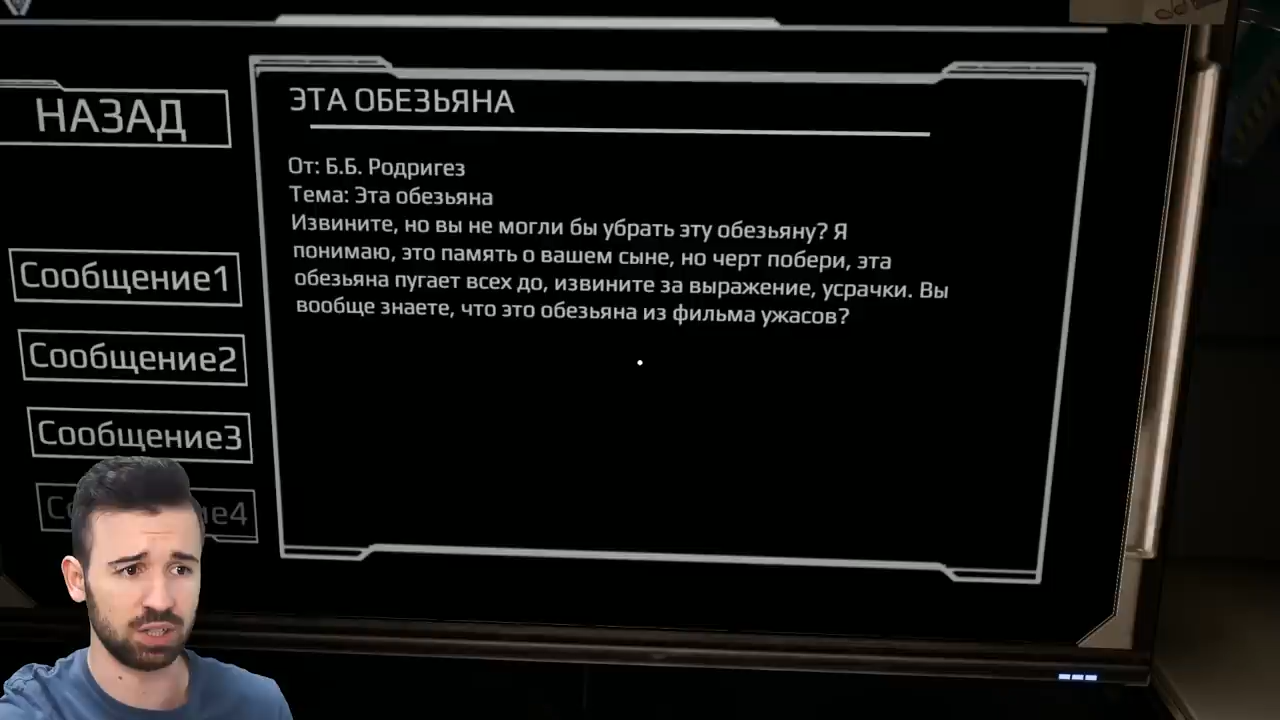 НАЗАД
ЭТА ОБЕЗЬЯНА
От: Б.Б. Родригез
Тема: Эта обезьяна
Извините, но вы не могли бы убрать эту обезьяну? Я
понимаю, это память о вашем сыне, но черт побери, эта
обезьяна пугает всех до, извините за выражение, усрачки. Вы
вообще знаете, что это обезьяна из фильма ужасов?
Сообщение1
Сообщение2
Сообщение3